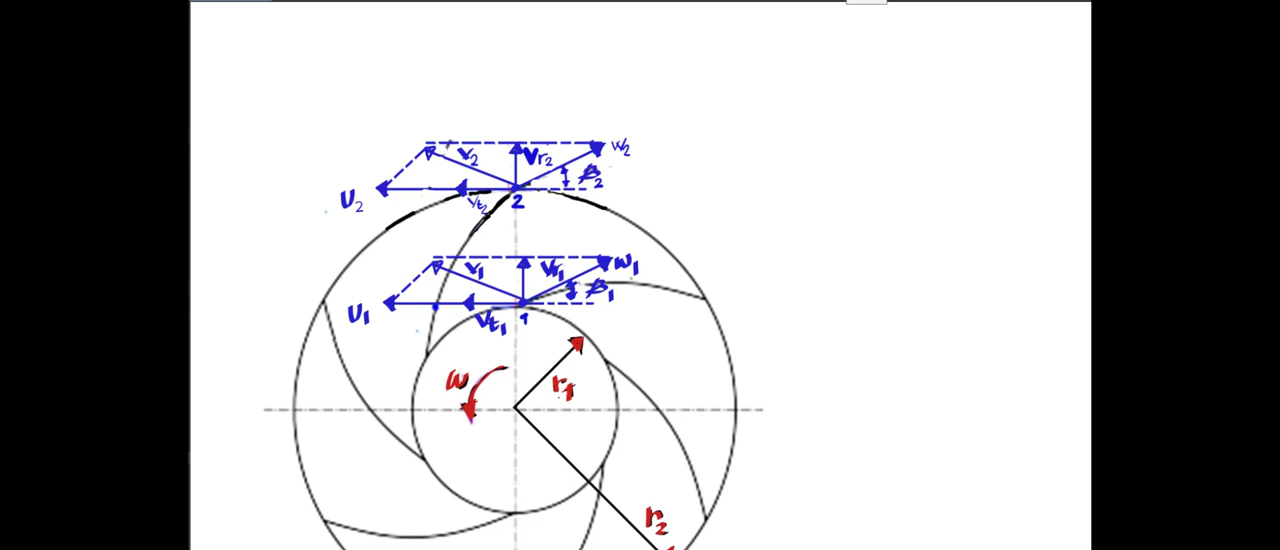 V2 Vr2 W2
β2
U2 Vt2 2
V1 Vr1 W1
β1
U1 Vt1 1
ω r1
r2